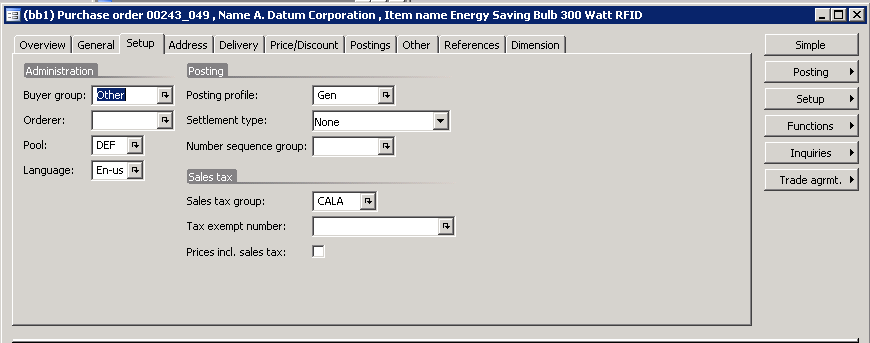 (bb1) Purchase order 00243_049 , Name A. Datum Corporation , Item name Energy Saving Bulb 300 Watt RFID
Overview General Setup Address Delivery Price/Discount Postings Other References Dimension
Administration
Buyer group: Other
Orderer:
Pool: DEF
Language: En-us
Posting
Posting profile: Gen
Settlement type: None
Number sequence group:
Sales tax
Sales tax group: CALA
Tax exempt number:
Prices incl. sales tax:
Simple
Posting
Setup
Functions
Inquiries
Trade agrmt.